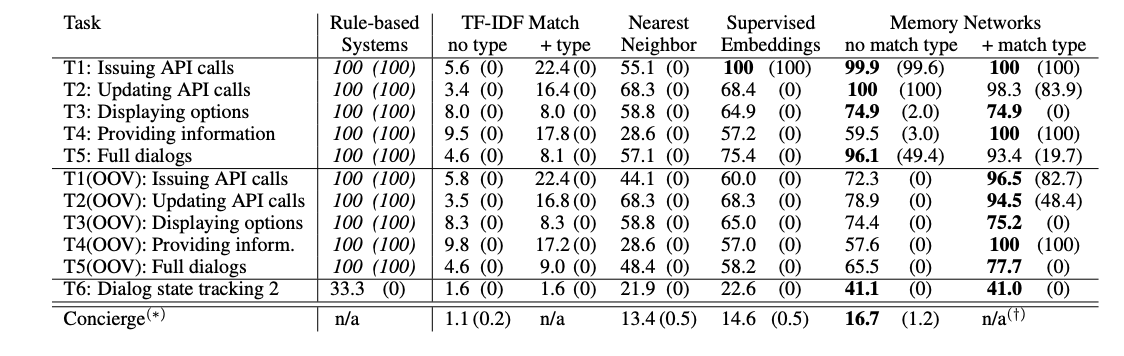 Task Rule-based TF-IDF Match Nearest Supervised Memory Networks
Systems no type + type Neighbor Embeddings no match type + match type
T1: Issuing API calls 100 (100) 5.6 (0) 22.4 (0) 55.1 (0) 100 (100) 99.9 (99.6) 100 (100)
T2: Updating API calls 100 (100) 3.4 (0) 16.4 (0) 68.3 (0) 68.4 (0) 100 (100) 98.3 (83.9)
T3: Displaying options 100 (100) 8.0 (0) 8.0 (0) 58.8 (0) 64.9 (0) 74.9 (2.0) 74.9 (0)
T4: Providing information 100 (100) 9.5 (0) 17.8 (0) 28.6 (0) 57.2 (0) 59.5 (3.0) 100 (100)
T5: Full dialogs 100 (100) 4.6 (0) 8.1 (0) 57.1 (0) 75.4 (0) 96.1 (49.4) 93.4 (19.7)
T1(OOV): Issuing API calls 100 (100) 5.8 (0) 22.4 (0) 44.1 (0) 60.0 (0) 72.3 (0) 96.5 (82.7)
T2(OOV): Updating API calls 100 (100) 3.5 (0) 16.8 (0) 68.3 (0) 68.3 (0) 78.9 (0) 94.5 (48.4)
T3(OOV): Displaying options 100 (100) 8.3 (0) 8.3 (0) 58.8 (0) 65.0 (0) 74.4 (0) 75.2 (0)
T4(OOV): Providing inform. 100 (100) 9.8 (0) 17.2 (0) 28.6 (0) 57.0 (0) 57.6 (0) 100 (100)
T5(OOV): Full dialogs 100 (100) 4.6 (0) 9.0 (0) 48.4 (0) 58.2 (0) 65.5 (0) 77.7 (0)
T6: Dialog state tracking 2 33.3 (0) 1.6 (0) 1.6 (0) 21.9 (0) 22.6 (0) 41.1 (0) 41.0 (0)
Concierge(*) n/a 1.1 (0.2) n/a 13.4 (0.5) 14.6 (0.5) 16.7 (1.2) n/a(†)